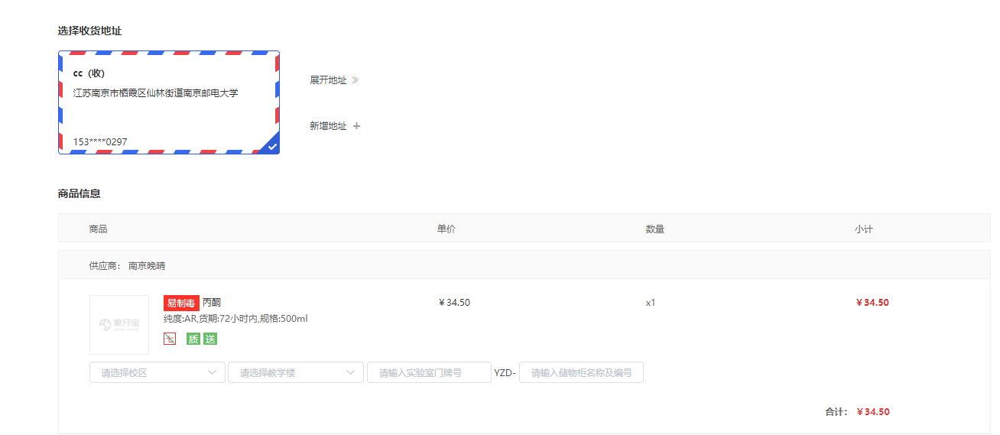 选择收货地址
cc（收）
江苏南京市栖霞区仙林街道南京邮电大学
153****0297
展开地址
新增地址
商品信息
商品 单价 数量 小计
供应商： 南京晚晴
易制毒 丙酮 ￥34.50 x1 ￥34.50
纯度:AR,货期:72小时内,规格:500ml
七 质 送
请选择校区 请选择教学楼 请输入实验室门牌号 YZD- 请输入储物柜名称及编号
合计： ￥34.50